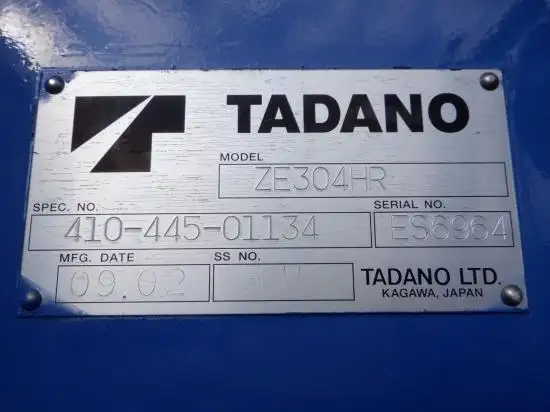 TADANO
MODEL
ZE304HR
SPEC. NO.
SERIAL NO.
410-445-01134
ES6964
MFG. DATE
SS NO.
09.02
TADANO LTD.
KAGAWA, JAPAN